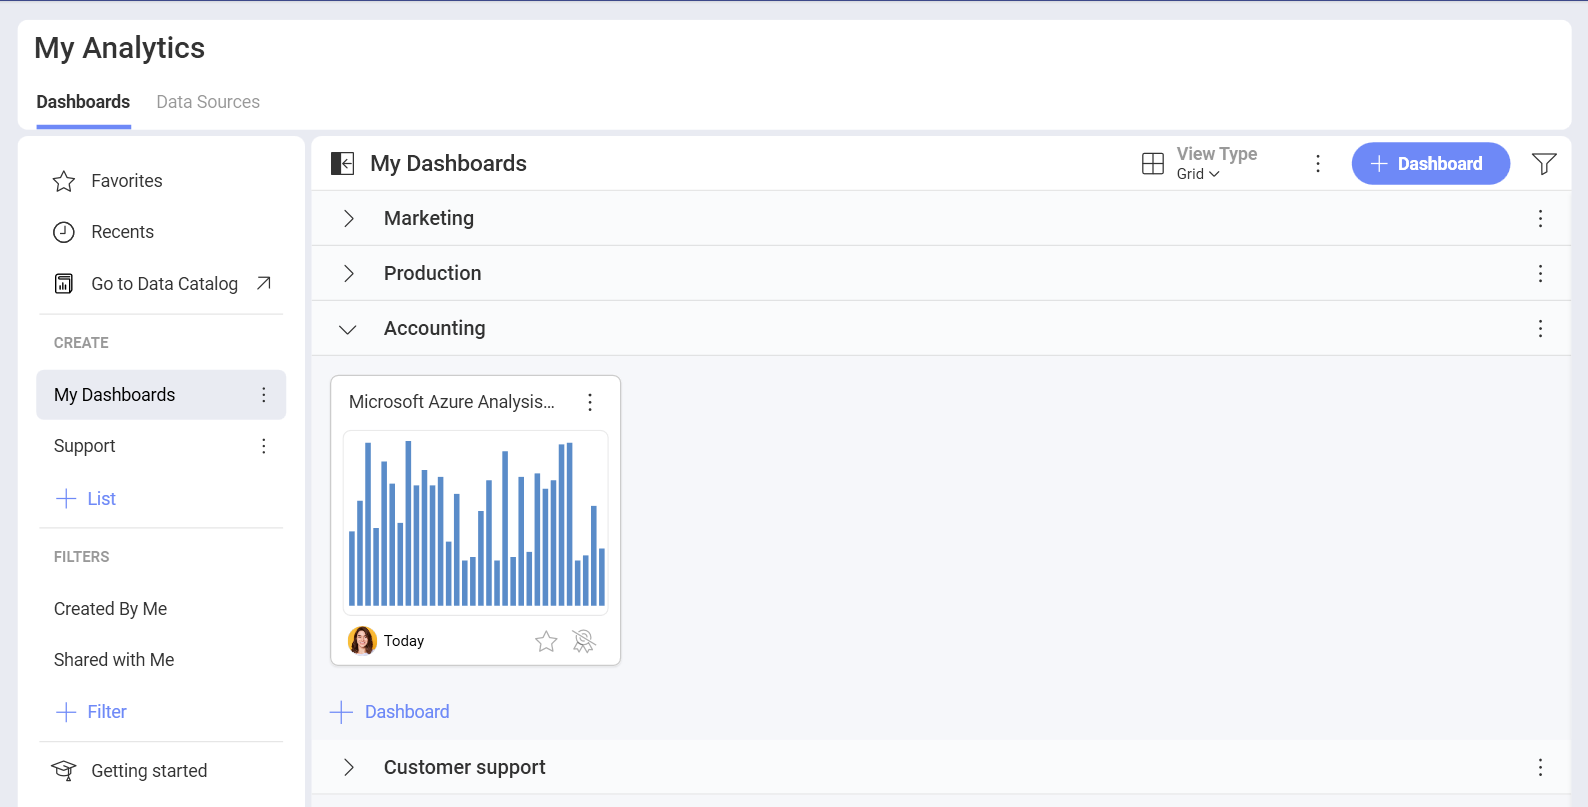 My Analytics
Dashboards
Data Sources
Favorites
Recents
Go to Data Catalog
CREATE
My Dashboards
Support
List
FILTERS
Created By Me
Shared with Me
Filter
Getting started
My Dashboards
View Type
Grid
Dashboard
Marketing
Production
Accounting
Microsoft Azure Analysis...
Today
Dashboard
Customer support